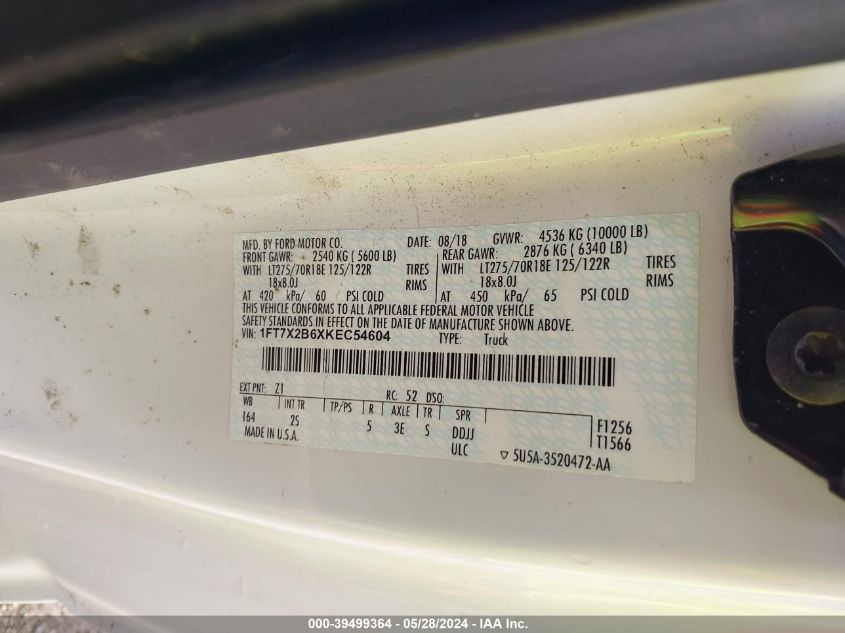 MFD. BY FORD MOTOR CO. DATE: 08/18 GVWR: 4536 KG (10000 LB)
FRONT GAWR: 2540 KG ( 5600 LB) REAR GAWR: 2876 KG ( 6340 LB)
WITH LT275/70R18E 125/122R TIRES WITH LT275/70R18E 125/122R TIRES
18x8.0J RIMS 18x8.0J RIMS
AT 420 kPa/ 60 PSI COLD AT 450 kPa/ 65 PSI COLD
THIS VEHICLE CONFORMS TO ALL APPLICABLE FEDERAL MOTOR VEHICLE
SAFETY STANDARDS IN EFFECT ON THE DATE OF MANUFACTURE SHOWN ABOVE.
VIN: 1FT7X2B6XKEC54604 TYPE: Truck
EXT PNT: Z1 RC: 52 DSO:
WB INT TR TP/PS R AXLE TR SPR
164 2S 5 3E S DDJJ F1256
MADE IN U.S.A. ULC T1566
5U5A-3520472-AA
000-39499364 - 05/28/2024 - IAA Inc.